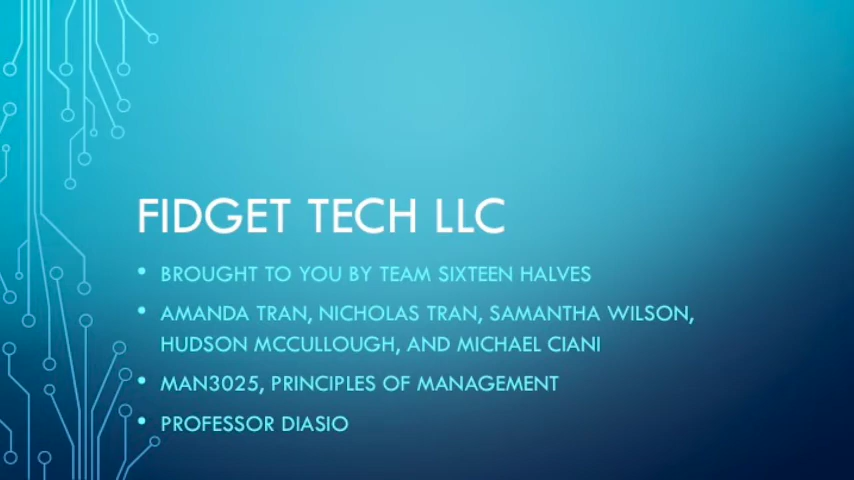 FIDGET TECH LLC
• BROUGHT TO YOU BY TEAM SIXTEEN HALVES
• AMANDA TRAN, NICHOLAS TRAN, SAMANTHA WILSON,
HUDSON MCCULLOUGH, AND MICHAEL CIANI
• MAN3025, PRINCIPLES OF MANAGEMENT
• PROFESSOR DIASIO